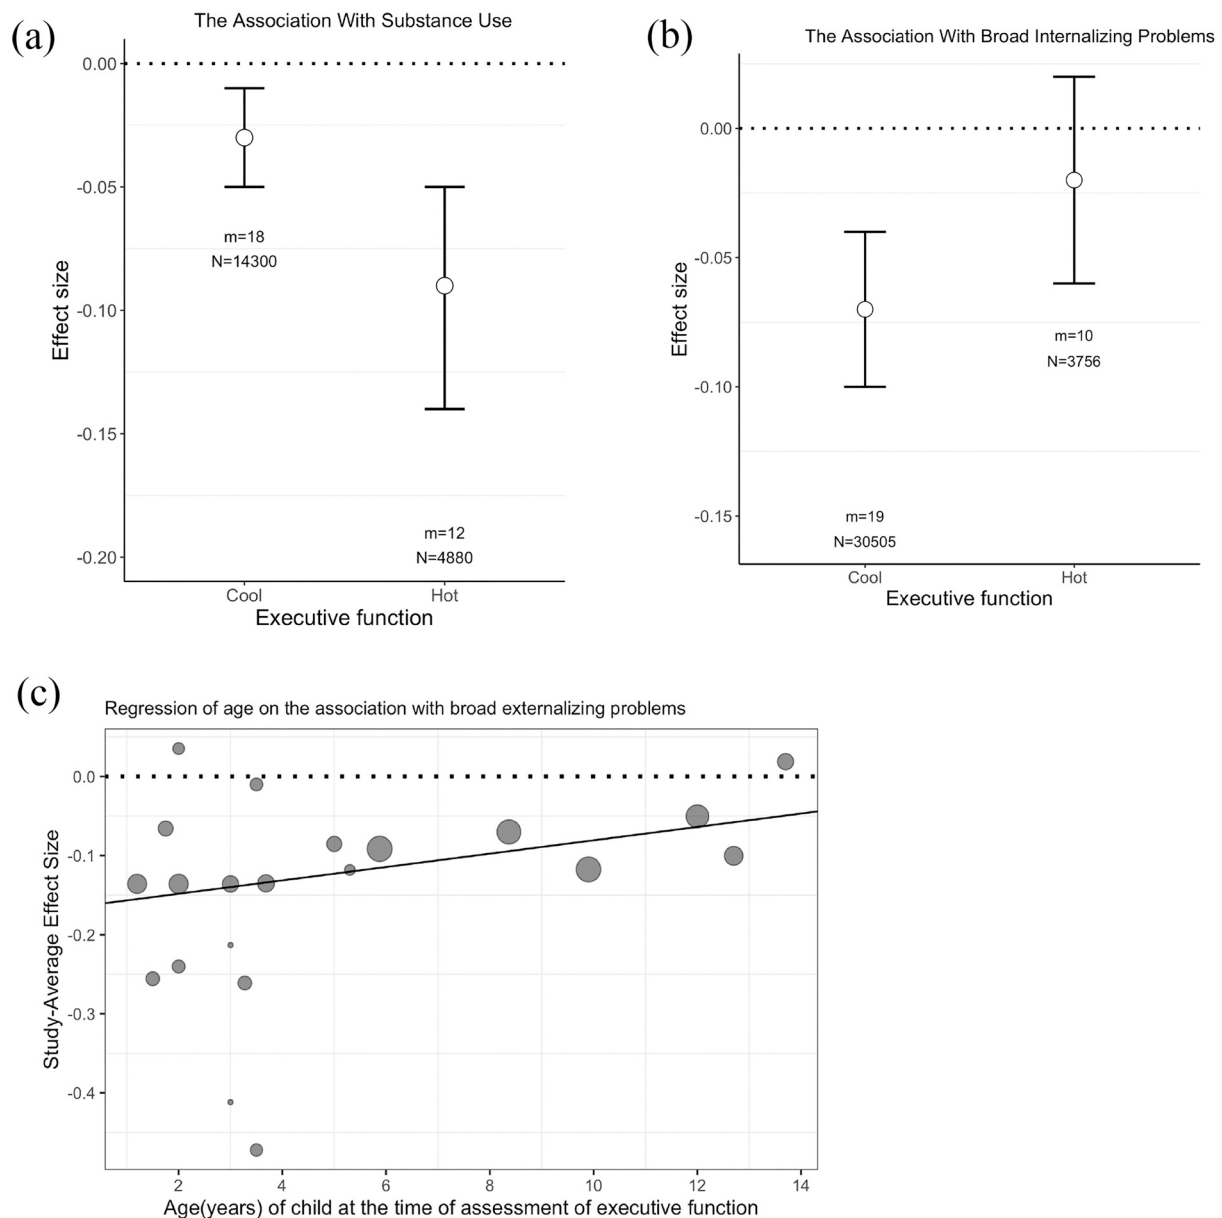 (a)
The Association With Substance Use
0.00
-0.05
-0.10
-0.15
-0.20
Effect size
m=18
N=14300
m=12
N=4880
Cool
Hot
Executive function
(b)
The Association With Broad Internalizing Problems
0.00
-0.05
-0.10
-0.15
Effect size
m=10
N=3756
m=19
N=30505
Cool
Hot
Executive function
(c)
Regression of age on the association with broad externalizing problems
0.0
-0.1
-0.2
-0.3
-0.4
Study-Average Effect Size
2 4 6 8 10 12 14
Age(years) of child at the time of assessment of executive function